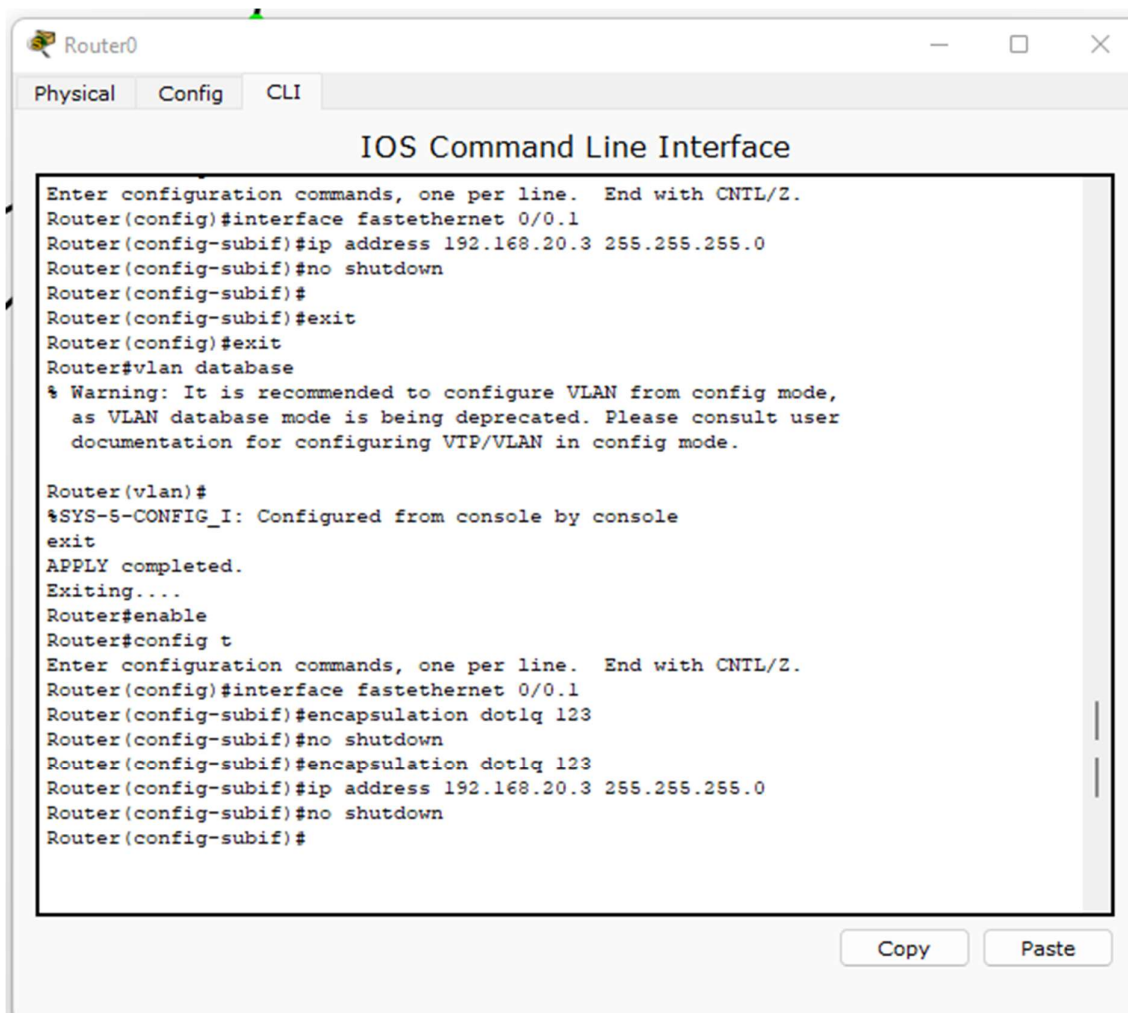 Router0
Physical Config CLI
IOS Command Line Interface
Enter configuration commands, one per line.  End with CNTL/Z.
Router(config)#interface fastethernet 0/0.1
Router(config-subif)#ip address 192.168.20.3 255.255.255.0
Router(config-subif)#no shutdown
Router(config-subif)#
Router(config-subif)#exit
Router(config)#exit
Router#vlan database
% Warning: It is recommended to configure VLAN from config mode,
  as VLAN database mode is being deprecated. Please consult user
  documentation for configuring VTP/VLAN in config mode.
Router(vlan)#
%SYS-5-CONFIG_I: Configured from console by console
exit
APPLY completed.
Exiting....
Router#enable
Router#config t
Enter configuration commands, one per line.  End with CNTL/Z.
Router(config)#interface fastethernet 0/0.1
Router(config-subif)#encapsulation dot1q 123
Router(config-subif)#no shutdown
Router(config-subif)#encapsulation dot1q 123
Router(config-subif)#ip address 192.168.20.3 255.255.255.0
Router(config-subif)#no shutdown
Router(config-subif)#
Copy Paste